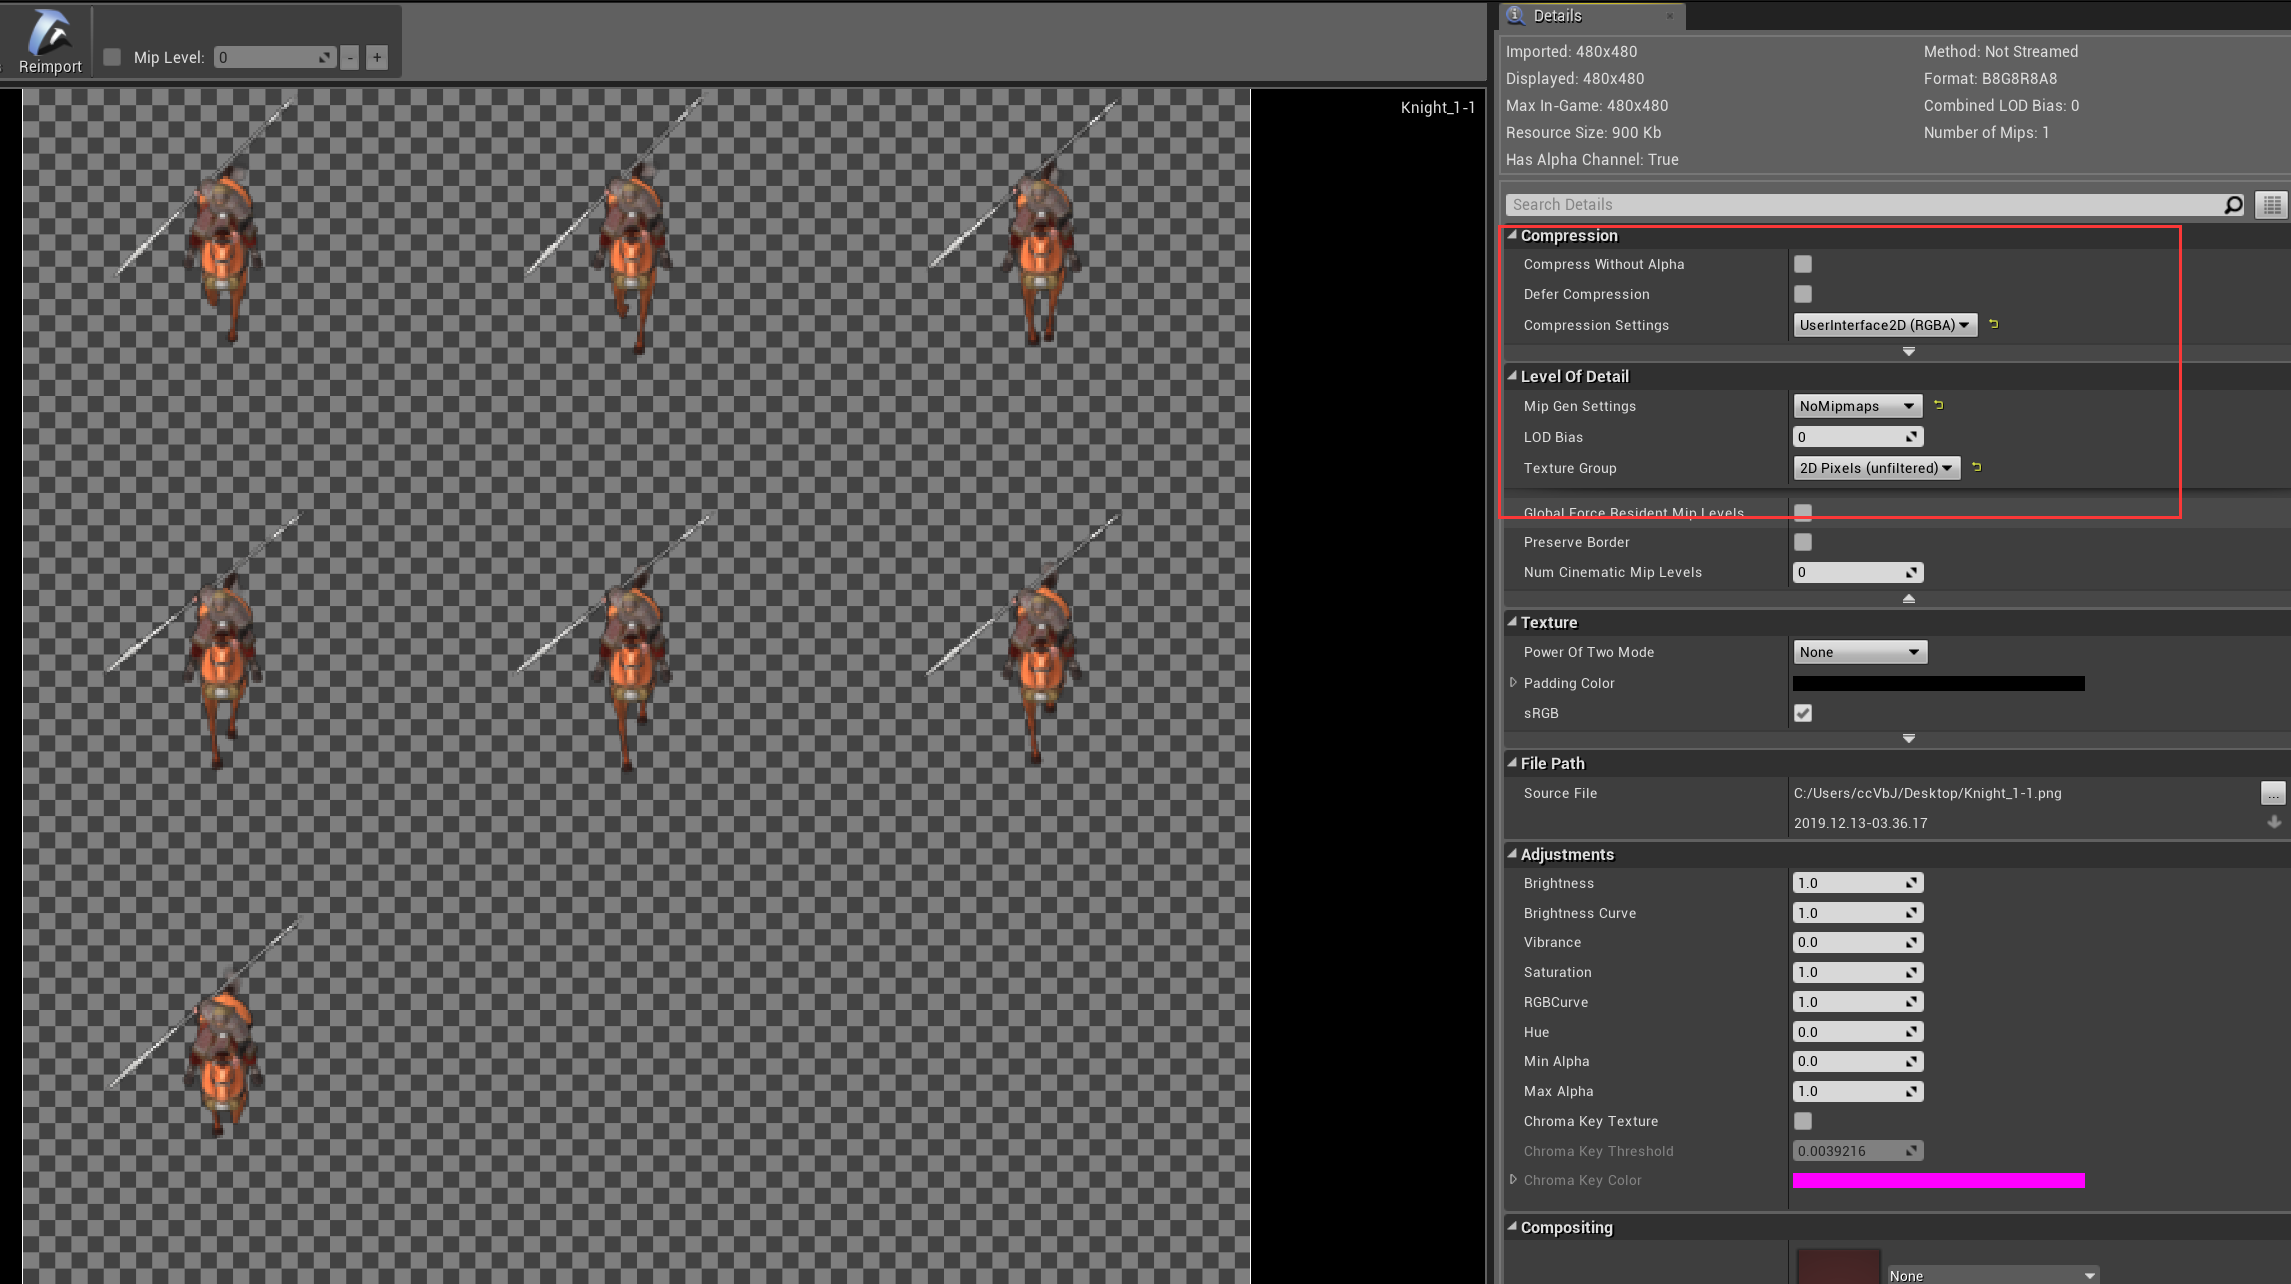 Reimport
Mip Level: 0 - +
Knight_1-1
Details
Imported: 480x480
Method: Not Streamed
Displayed: 480x480
Format: B8G8R8A8
Max In-Game: 480x480
Combined LOD Bias: 0
Resource Size: 900 Kb
Number of Mips: 1
Has Alpha Channel: True
Search Details
Compression
Compress Without Alpha
Defer Compression
Compression Settings UserInterface2D (RGBA)
Level Of Detail
Mip Gen Settings NoMipmaps
LOD Bias 0
Texture Group 2D Pixels (unfiltered)
Global Force Resident Mip Levels
Preserve Border
Num Cinematic Mip Levels 0
Texture
Power Of Two Mode None
Padding Color
sRGB
File Path
Source File C:/Users/ccVbJ/Desktop/Knight_1-1.png ...
2019.12.13-03.36.17
Adjustments
Brightness 1.0
Brightness Curve 1.0
Vibrance 0.0
Saturation 1.0
RGBCurve 1.0
Hue 0.0
Min Alpha 0.0
Max Alpha 1.0
Chroma Key Texture
Chroma Key Threshold 0.0039216
Chroma Key Color
Compositing
None